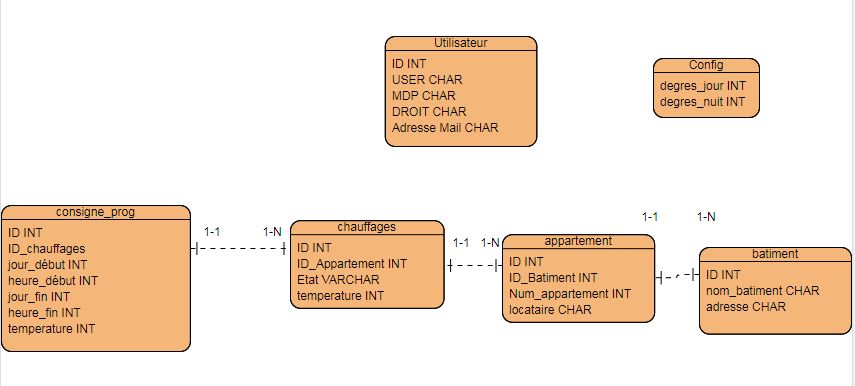 Utilisateur
ID INT
USER CHAR
MDP CHAR
DROIT CHAR
Adresse Mail CHAR
Config
degres_jour INT
degres_nuit INT
consigne_prog
ID INT
ID_chauffages
jour_début INT
heure_début INT
jour_fin INT
heure_fin INT
temperature INT
1-1
1-N
chauffages
ID INT
ID_Appartement INT
Etat VARCHAR
temperature INT
1-1
1-N
appartement
ID INT
ID_Batiment INT
Num_appartement INT
locataire CHAR
1-1
1-N
batiment
ID INT
nom_batiment CHAR
adresse CHAR